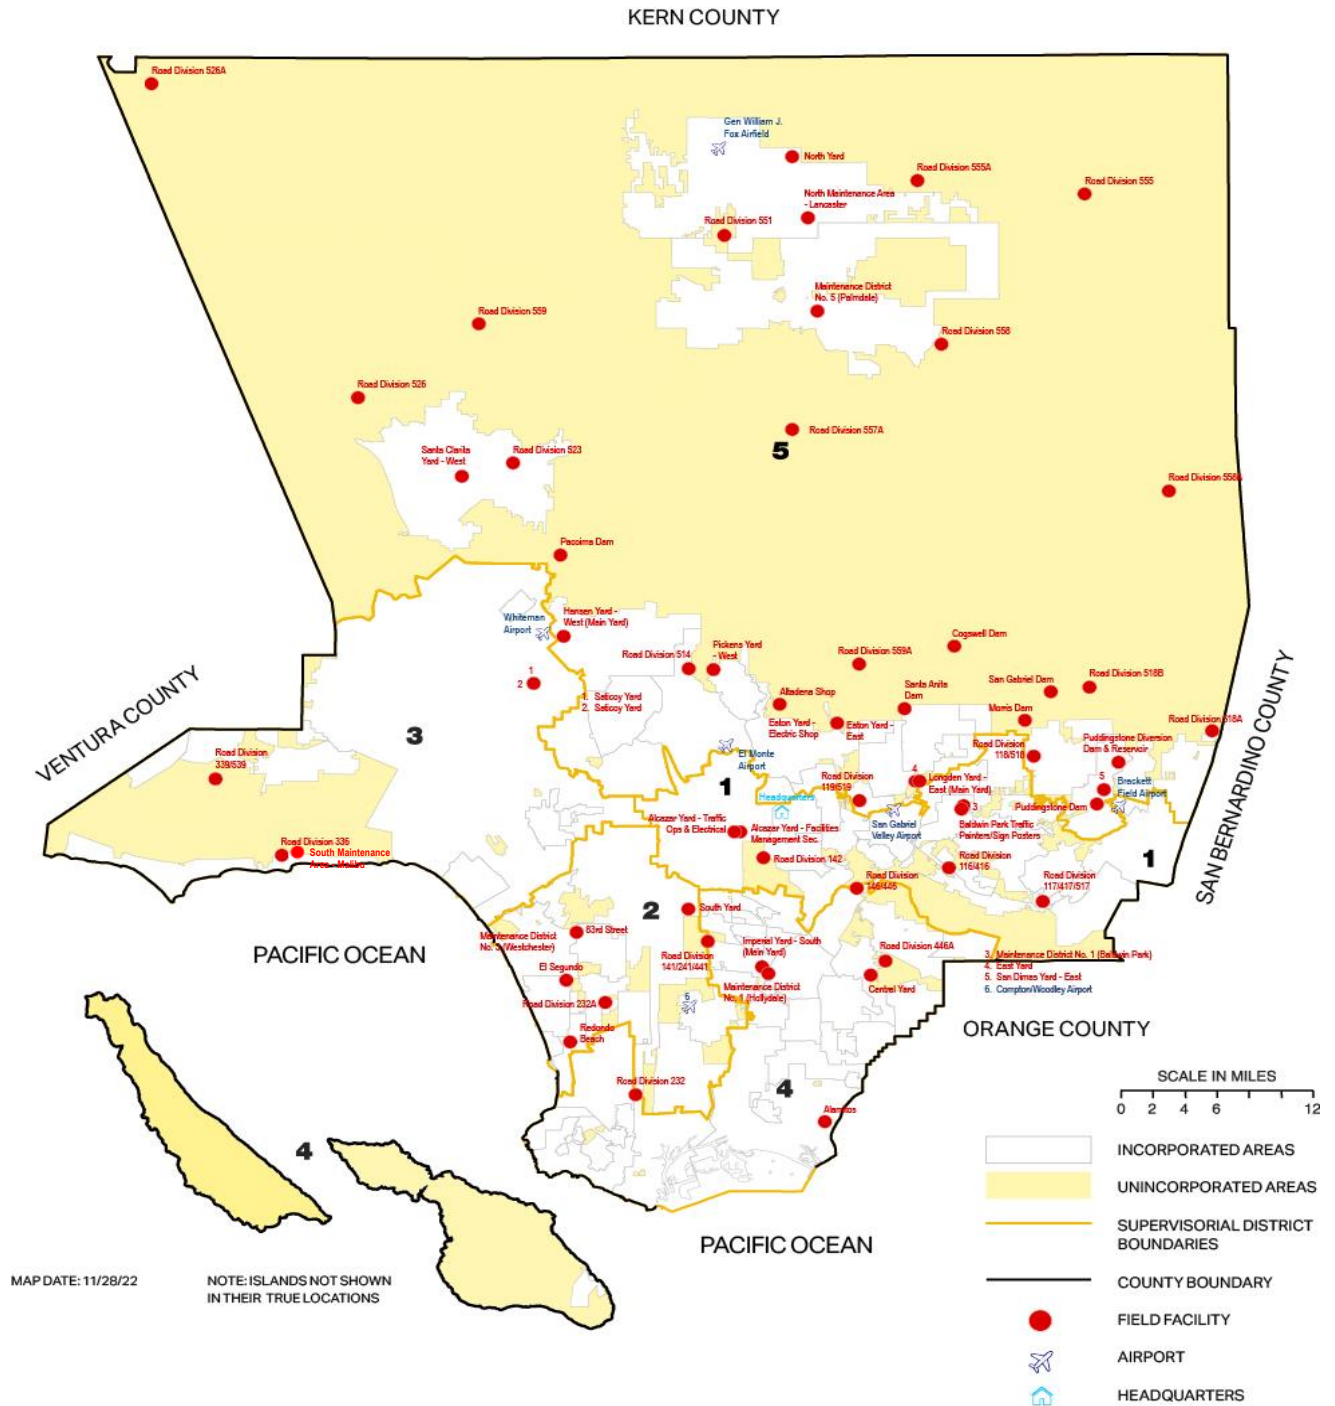 KERN COUNTY
Road Division 526A
Gen William J.
Fox Airfield
North Yard
Road Division 555A
Road Division 555
North Maintenance Area
- Lancaster
Road Division 551
Maintenance District
No. 5 (Palmdale)
Road Division 559
Road Division 558
Road Division 526
Road Division 557A
5
Santa Clarita
Yard - West
Road Division 523
Road Division 558
Pacoima Dam
3
Whiteman
Airport
Hansen Yard -
West (Main Yard)
Road Division 514
Pickens Yard
- West
Road Division 559A
Cogswell Dam
1
2
1. Saticoy Yard
2. Saticoy Yard
Altadena Shop
Santa Anita
Dam
San Gabriel Dam
Road Division 518B
Eaton Yard -
Electric Shop
Eaton Yard -
East
Morris Dam
Road Division 518A
VENTURA COUNTY
SAN BERNARDINO COUNTY
Road Division
339/539
El Monte
Airport
Road Division
118/518
Puddingstone Diversion
Dam & Reservoir
1
Headquarters
Road Division
119/519
4
Longden Yard -
East (Main Yard)
5
Brackett
Field Airport
3
Puddingstone Dam
San Gabriel
Valley Airport
Baldwin Park Traffic
Painters/Sign Posters
Alcazar Yard - Traffic
Ops & Electrical
Alcazar Yard - Facilities
Management Sec.
Road Division 336
South Maintenance
Area - Malibu
Road Division 142
Road Division
116/416
1
Road Division
146/446
Road Division
117/417/517
2
South Yard
83rd Street
Maintenance District
No. 3 (Westchester)
Imperial Yard - South
(Main Yard)
Road Division
141/241/441
Road Division 446A
PACIFIC OCEAN
El Segundo
Maintenance District
No. 1 (Hollydale)
Central Yard
3. Maintenance District No. 1 (Baldwin Park)
4. East Yard
5. San Dimas Yard - East
6. Compton/Woodley Airport
Road Division 232A
6
Redondo
Beach
ORANGE COUNTY
Road Division 232
4
Alamitos
SCALE IN MILES
0 2 4 6 12
4
INCORPORATED AREAS
UNINCORPORATED AREAS
SUPERVISORIAL DISTRICT
BOUNDARIES
PACIFIC OCEAN
MAP DATE: 11/28/22
NOTE: ISLANDS NOT SHOWN
IN THEIR TRUE LOCATIONS
COUNTY BOUNDARY
FIELD FACILITY
AIRPORT
HEADQUARTERS